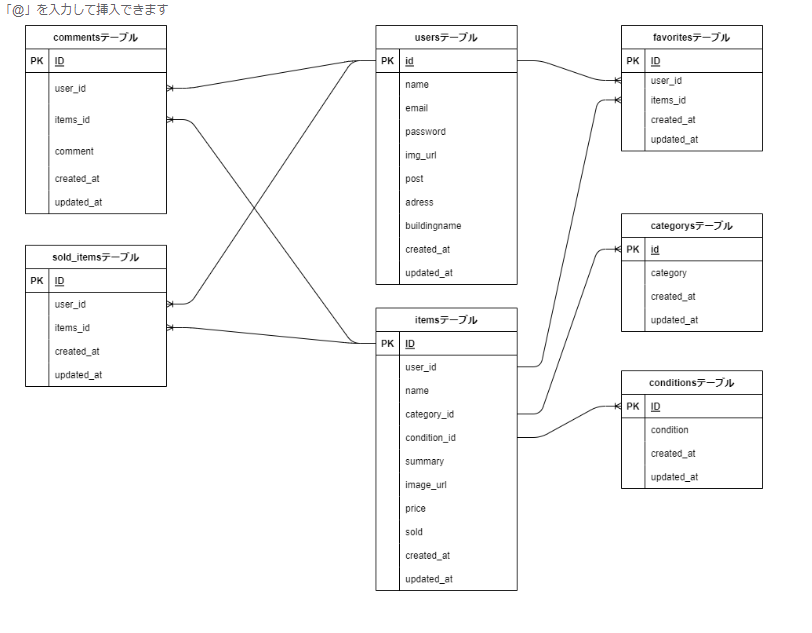 「@」を入力して挿入できます
commentsテーブル
PK ID
user_id
items_id
comment
created_at
updated_at
sold_itemsテーブル
PK ID
user_id
items_id
created_at
updated_at
usersテーブル
PK id
name
email
password
img_url
post
adress
buildingname
created_at
updated_at
itemsテーブル
PK ID
user_id
name
category_id
condition_id
summary
image_url
price
sold
created_at
updated_at
favoritesテーブル
PK ID
user_id
items_id
created_at
updated_at
categorysテーブル
PK id
category
created_at
updated_at
conditionsテーブル
PK ID
condition
created_at
updated_at